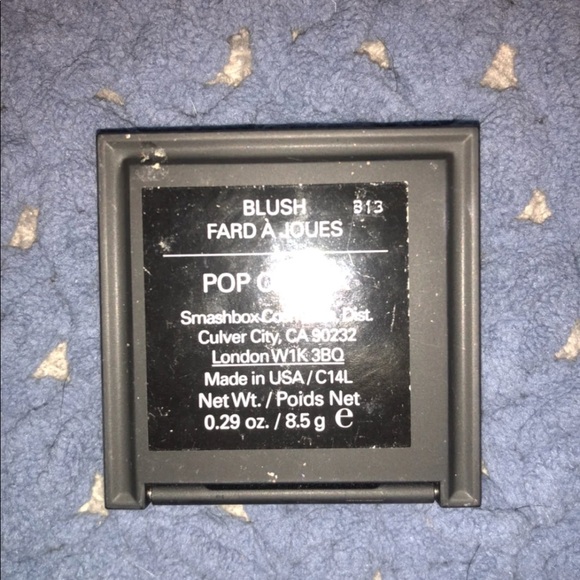 BLUSH B13
FARD À JOUES
POP
Smashbox Dist.
Culver City, CA 90232
London W1K 3BQ
Made in USA / C14L
Net Wt. / Poids Net
0.29 oz. / 8.5 g e